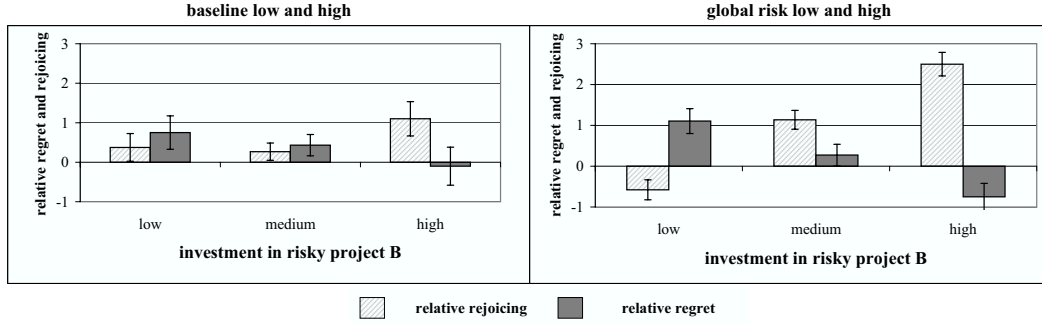 baseline low and high
global risk low and high
relative regret and rejoicing
3
2
1
0
-1
low
medium
high
investment in risky project B
relative regret and rejoicing
3
2
1
0
-1
low
medium
high
investment in risky project B
relative rejoicing
relative regret